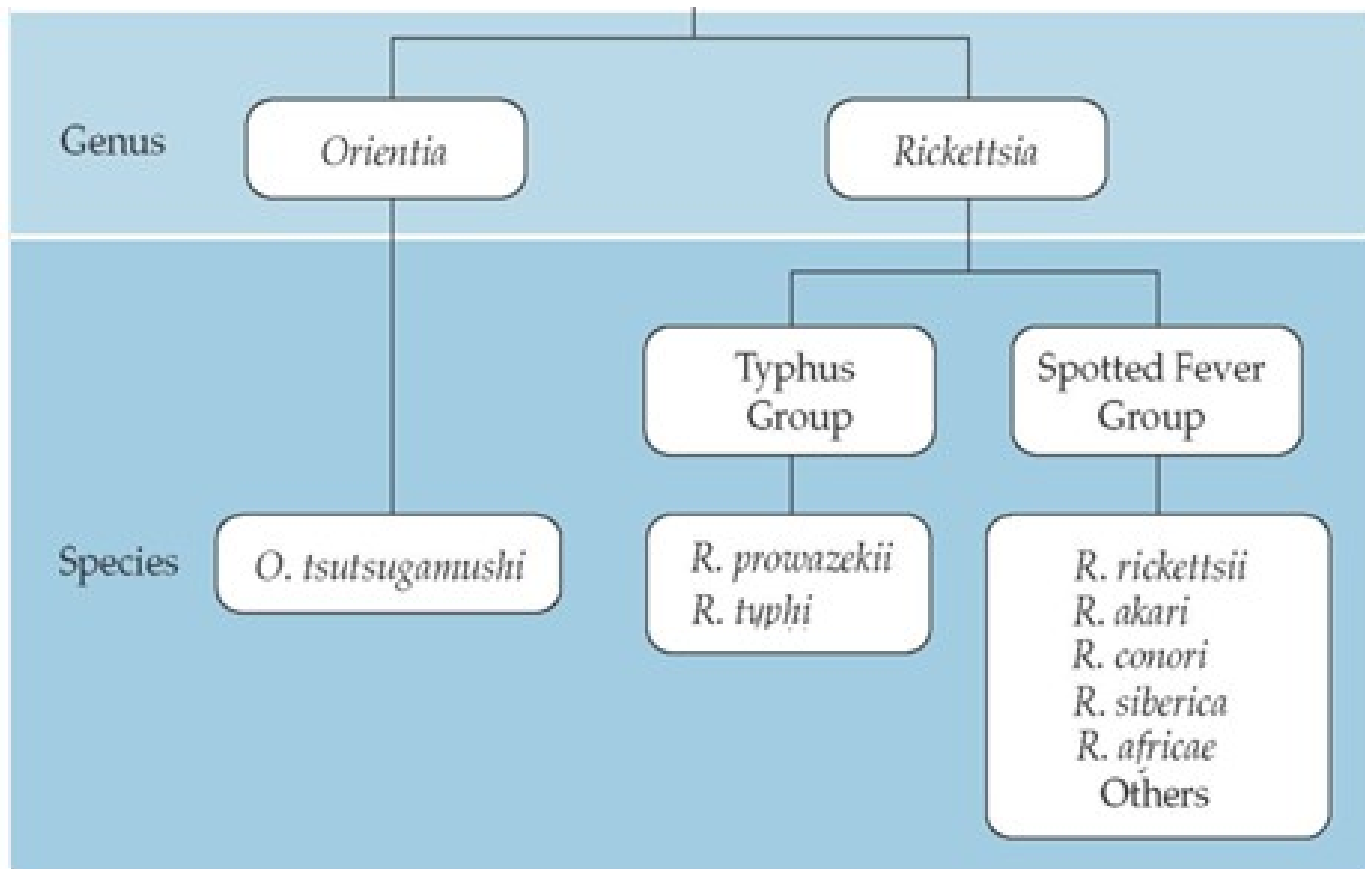 Genus
Orientia
Rickettsia
Typhus
Group
Spotted Fever
Group
Species
O. tsutsugamushi
R. prowazekii
R. typhi
R. rickettsii
R. akari
R. conori
R. siberica
R. africae
Others